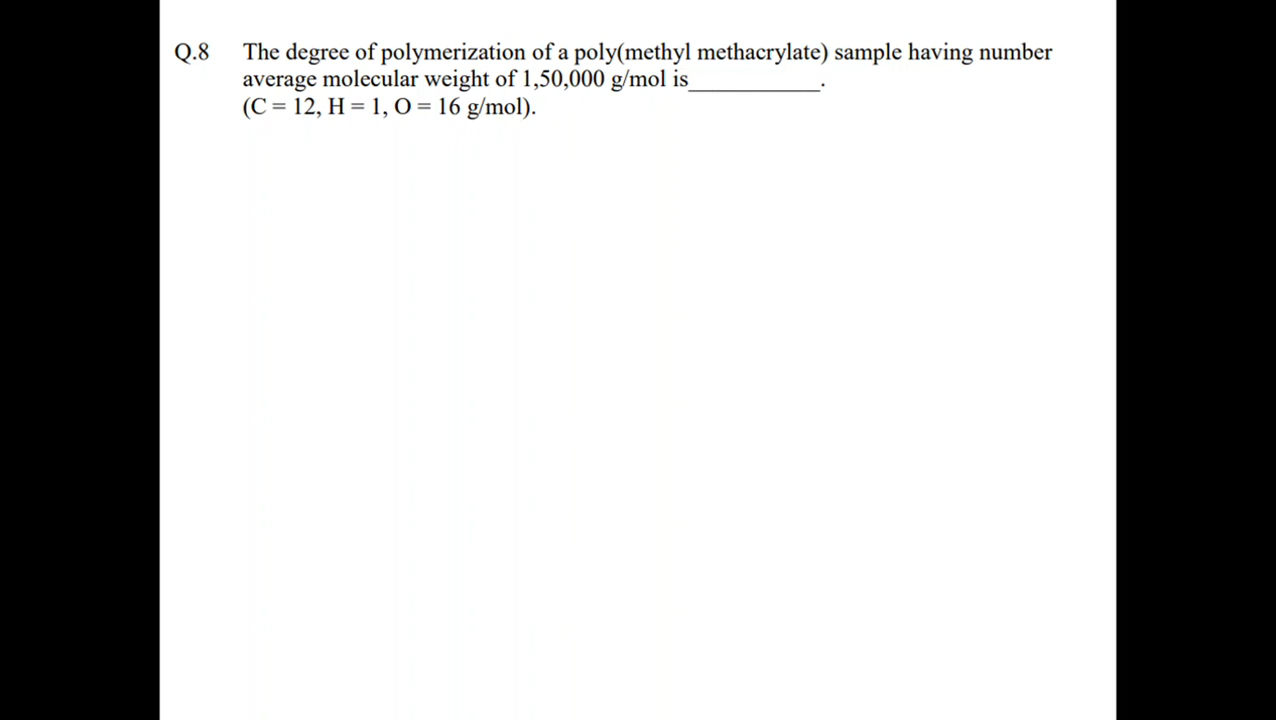 Q.8 The degree of polymerization of a poly(methyl methacrylate) sample having number
average molecular weight of 1,50,000 g/mol is____________.
(C = 12, H = 1, O = 16 g/mol).